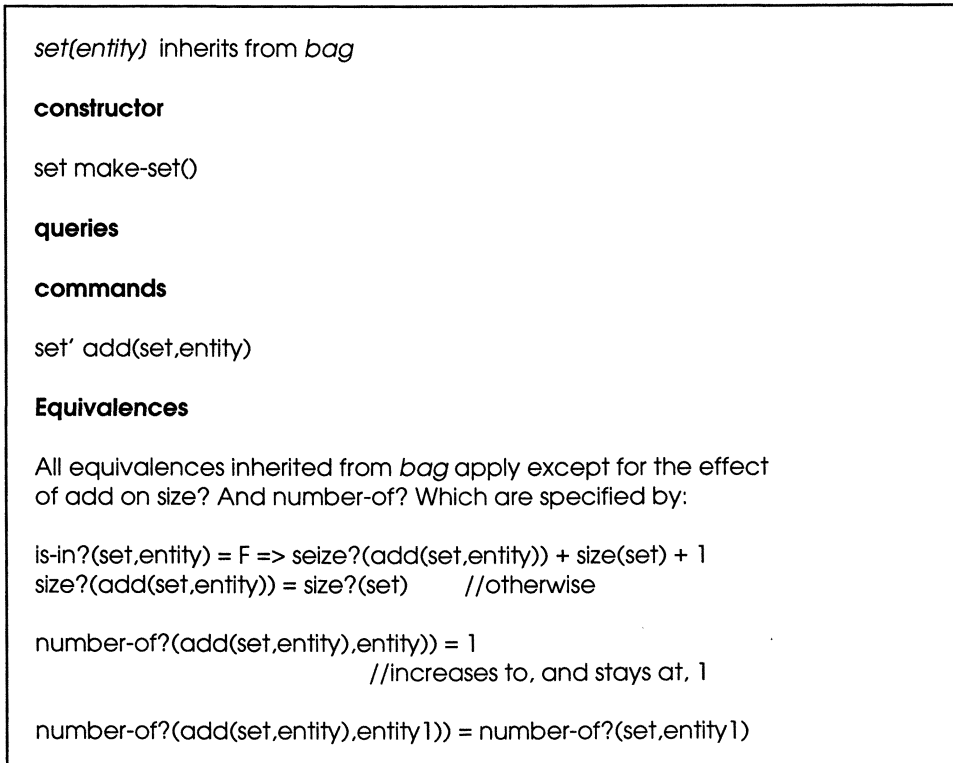 set(entity) inherits from bag
constructor
set make-set()
queries
commands
set' add(set,entity)
Equivalences
All equivalences inherited from bag apply except for the effect
of add on size? And number-of? Which are specified by:
is-in?(set,entity) = F => seize?(add(set,entity)) + size(set) + 1
size?(add(set,entity)) = size?(set) //otherwise
number-of?(add(set,entity),entity)) = 1
//increases to, and stays at, 1
number-of?(add(set,entity),entity1)) = number-of?(set,entity1)